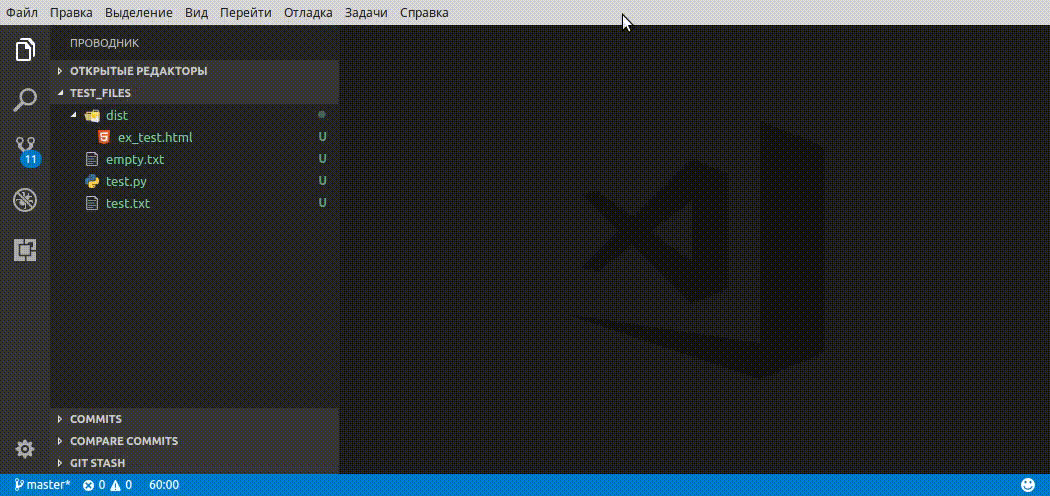 Файл Правка Выделение Вид Перейти Отладка Задачи Справка
ПРОВОДНИК
ОТКРЫТЫЕ РЕДАКТОРЫ
TEST_FILES
dist
ex_test.html U
empty.txt U
test.py U
test.txt U
11
COMMITS
COMPARE COMMITS
GIT STASH
master* 0 0 60:00